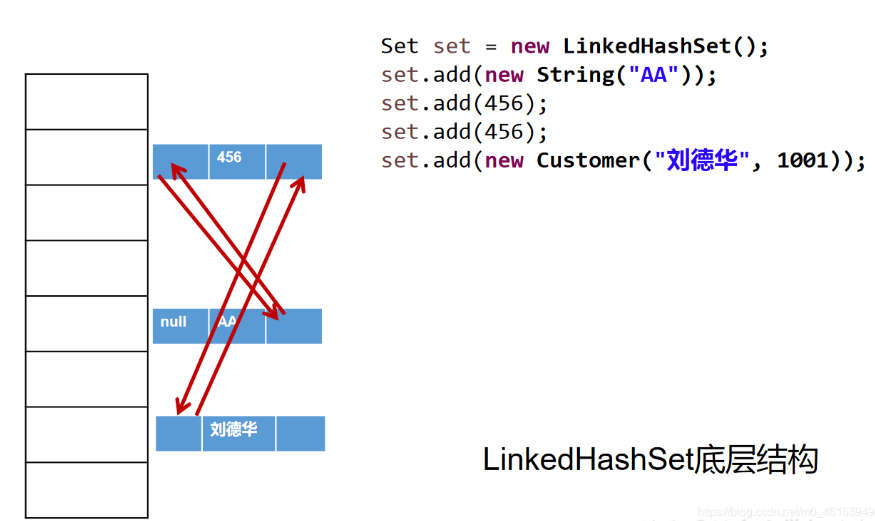 Set set = new LinkedHashSet();
set.add(new String("AA"));
set.add(456);
set.add(456);
set.add(new Customer("刘德华", 1001));
456
null AA
刘德华
LinkedHashSet底层结构
https://blog.csdn.net/m0_46153949